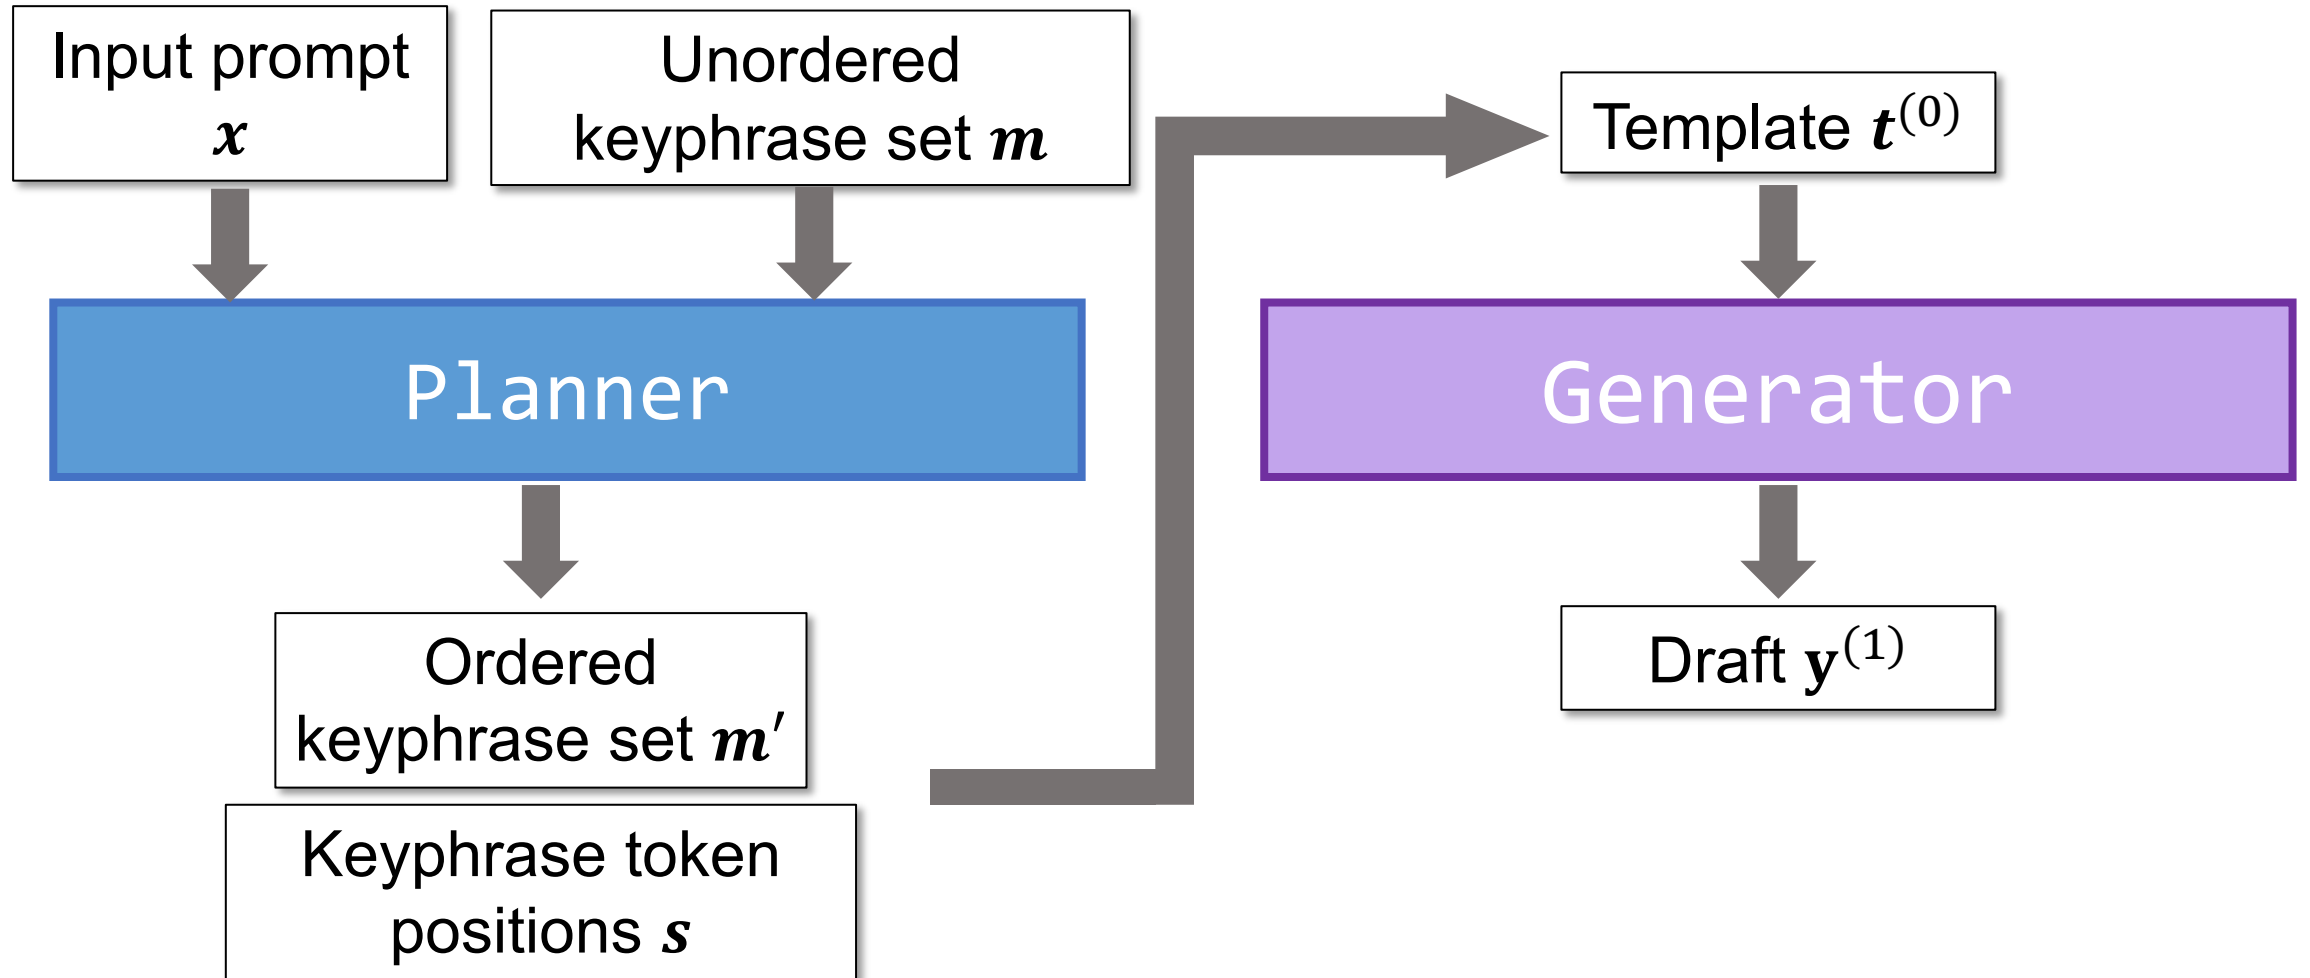 Input prompt
x
Unordered
keyphrase set m
Planner
Ordered
keyphrase set m′
Keyphrase token
positions s
Template t⁽⁰⁾
Generator
Draft y⁽¹⁾